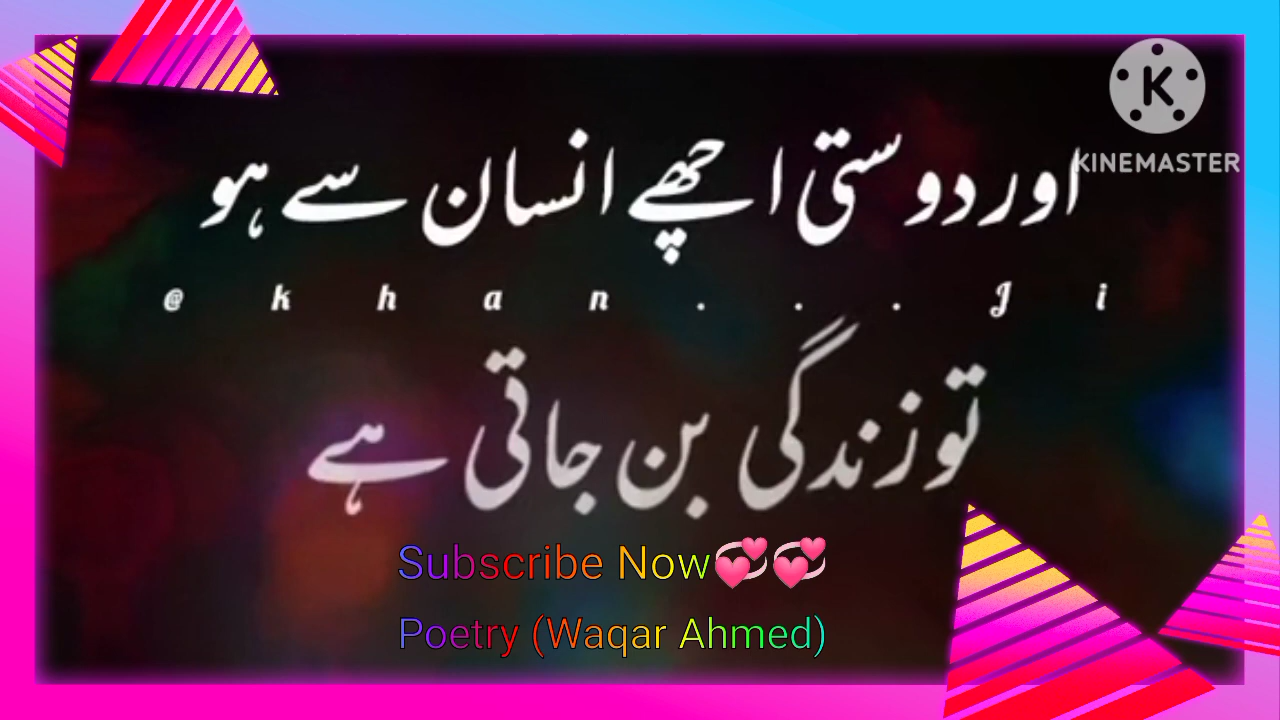 KINEMASTER
اور دوستی اچھے انسان سے ہو
@khan...Ji
تو زندگی بن جاتی ہے
Subscribe Now💞💞
Poetry (Waqar Ahmed)